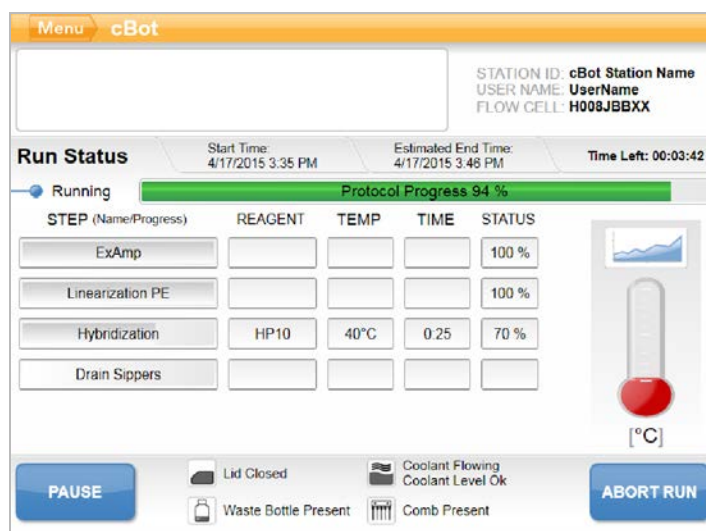 Menu cBot
STATION ID: cBot Station Name
USER NAME: UserName
FLOW CELL: H008JBBXX
Run Status
Start Time:
4/17/2015 3:35 PM
Estimated End Time:
4/17/2015 3:46 PM
Time Left: 00:03:42
Running
Protocol Progress 94 %
STEP (Name/Progress) REAGENT TEMP TIME STATUS
ExAmp 100 %
Linearization PE 100 %
Hybridization HP10 40°C 0:25 70 %
Drain Sippers
[°C]
PAUSE
Lid Closed
Coolant Flowing
Coolant Level Ok
Waste Bottle Present
Comb Present
ABORT RUN